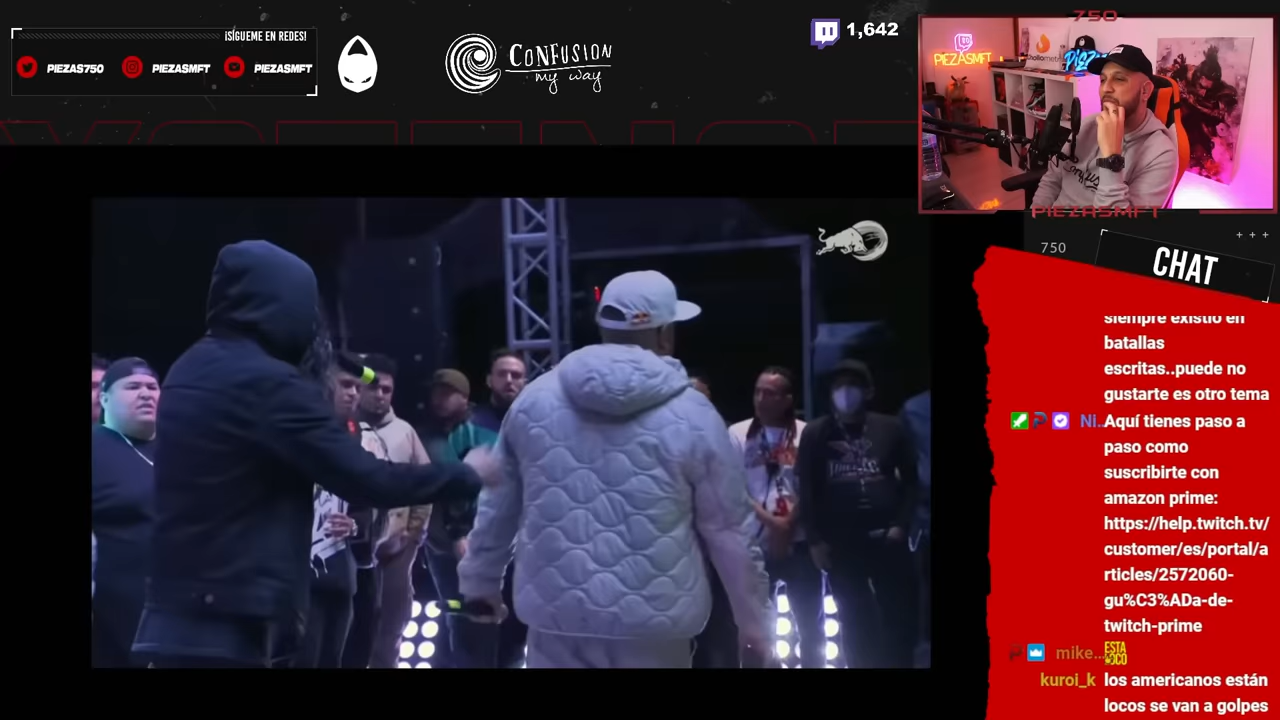 ¡SÍGUEME EN REDES!
PIEZAS750
PIEZASMFT
PIEZASMFT
CONFUSION
my way
1,642
750
PIEZASMFT
PIEZASMFT
750
CHAT
siempre existió en
batallas
escritas..puede no
gustarte es otro tema
Ni..Aquí tienes paso a
paso como
suscribirte con
amazon prime:
https://help.twitch.tv/
customer/es/portal/a
rticles/2572060-
gu%C3%ADa-de-
twitch-prime
mike...ESTA
LOCO
kuroi_k los americanos están
locos se van a golpes